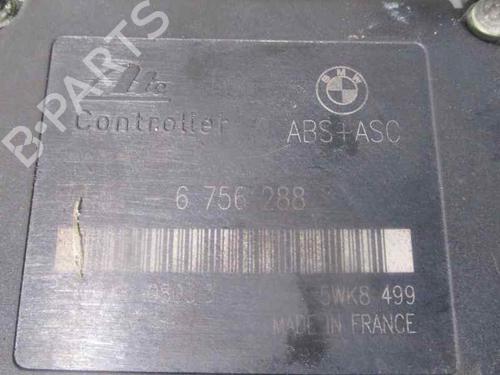 Ate
BMW
Controller
ABS+ASC
6 756 288
5WK8 499
MADE IN FRANCE
B-PARTS